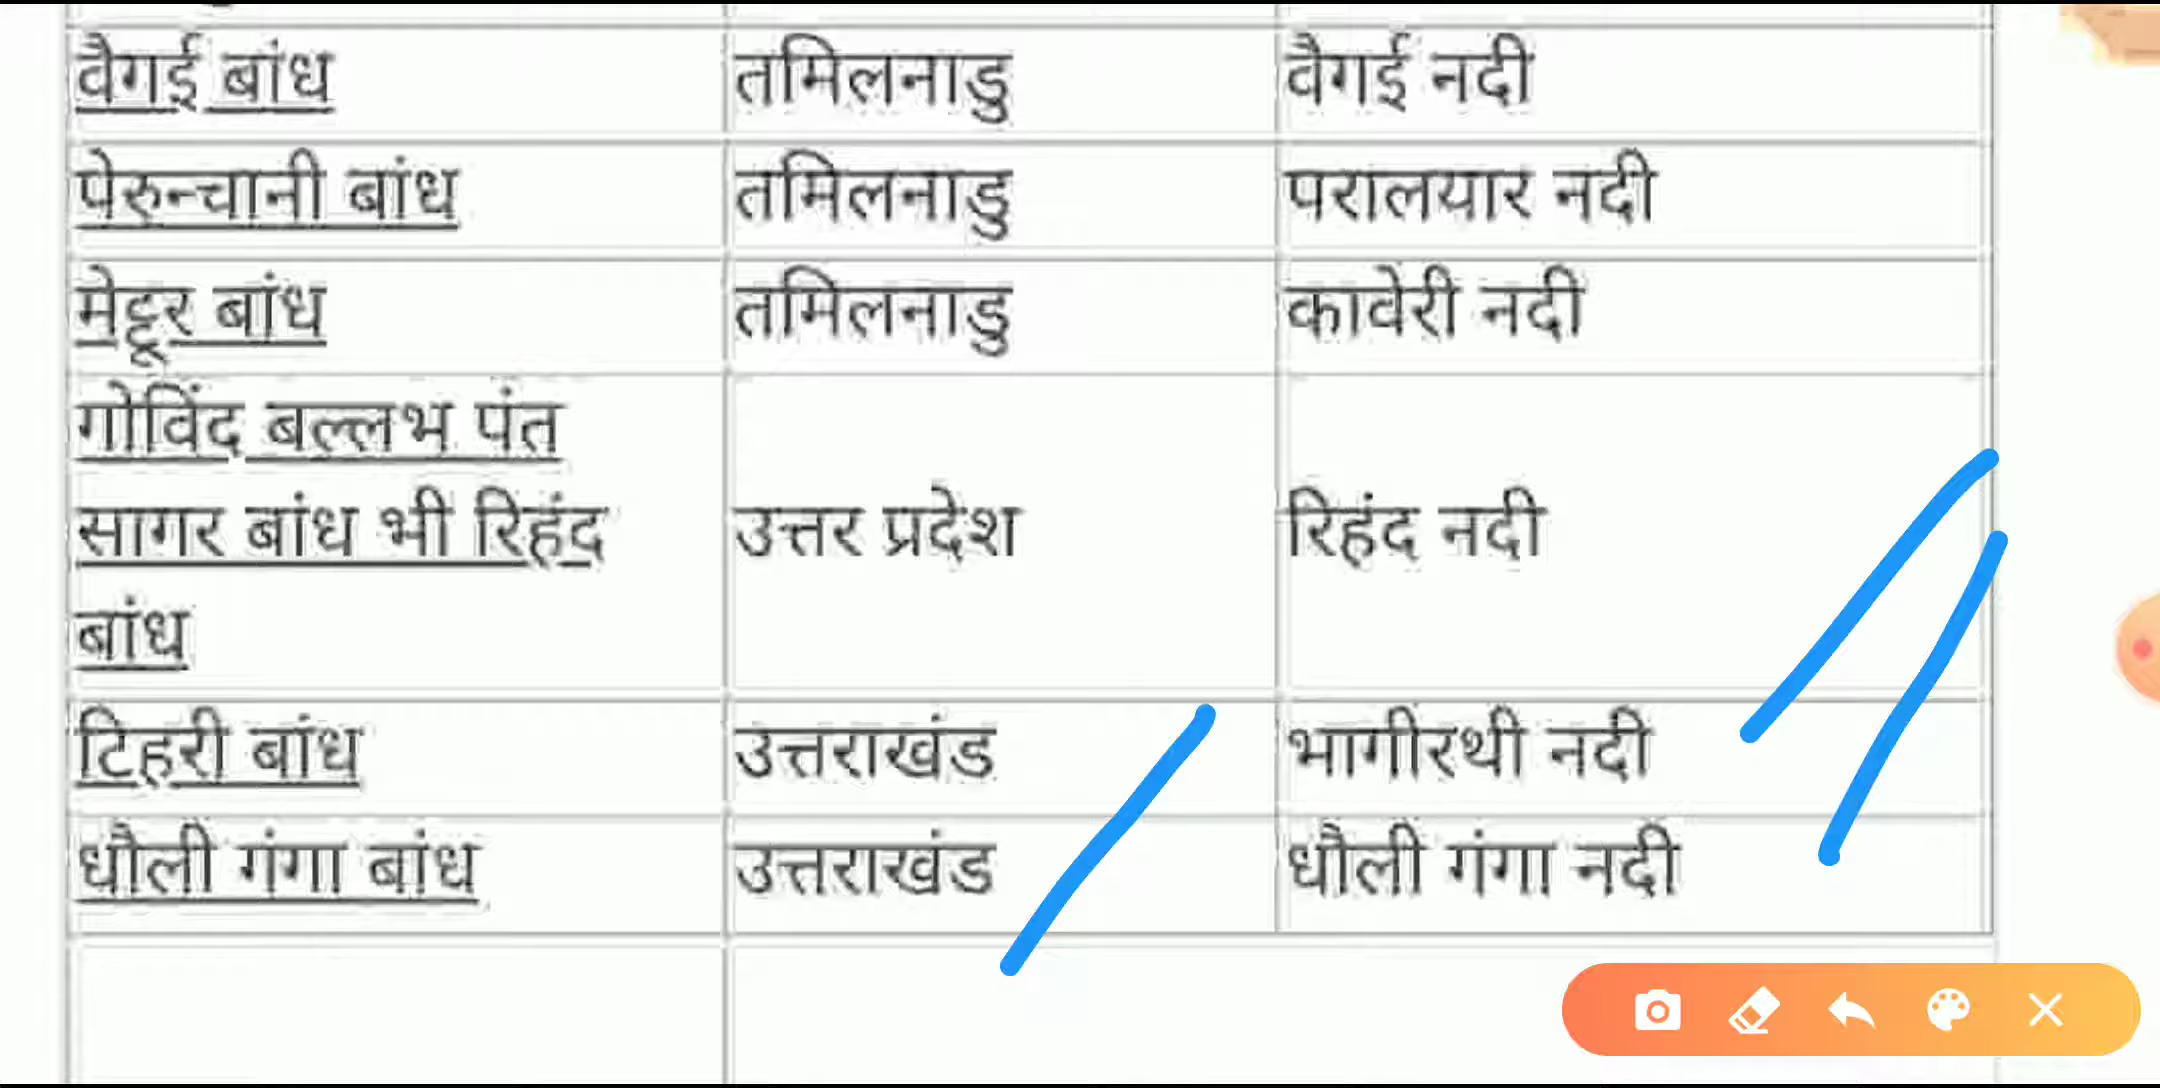 वैगई बांध तमिलनाडु वैगई नदी
पेरुन्चानी बांध तमिलनाडु परालयार नदी
मेट्टूर बांध तमिलनाडु कावेरी नदी
गोविंद बल्लभ पंत
सागर बांध भी रिहंद उत्तर प्रदेश रिहंद नदी
बांध
टिहरी बांध उत्तराखंड भागीरथी नदी
धौली गंगा बांध उत्तराखंड धौली गंगा नदी